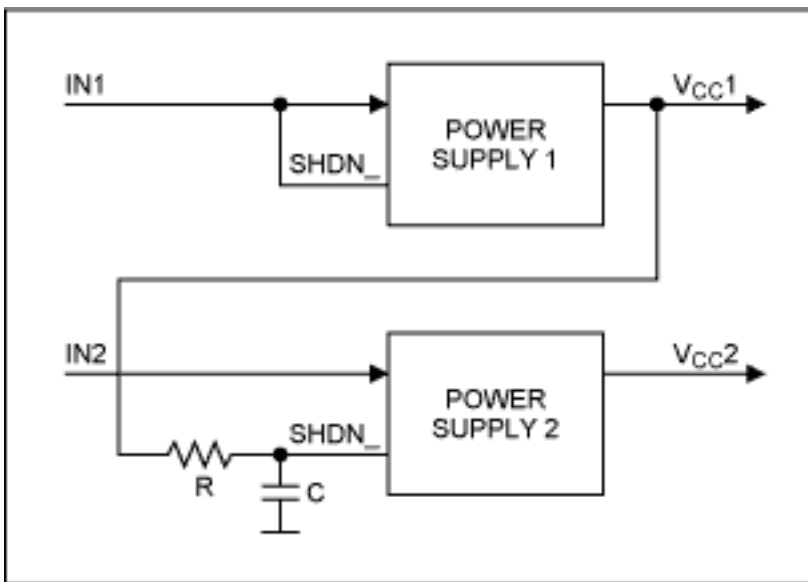 IN1
VCC1
POWER
SUPPLY 1
SHDN_
IN2
VCC2
POWER
SUPPLY 2
SHDN_
R
C